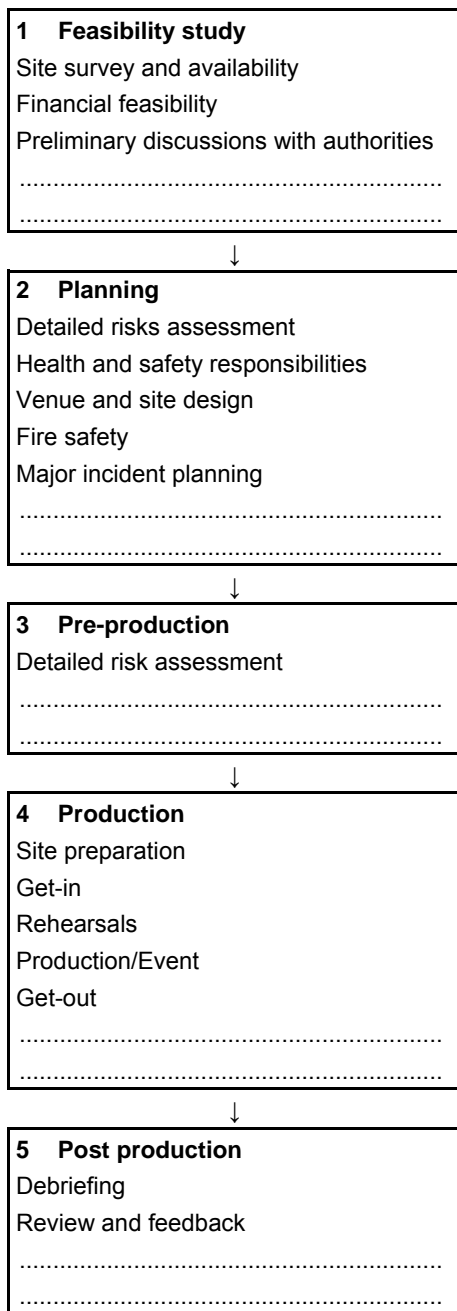 1 Feasibility study
Site survey and availability
Financial feasibility
Preliminary discussions with authorities
................................................................
................................................................
↓
2 Planning
Detailed risks assessment
Health and safety responsibilities
Venue and site design
Fire safety
Major incident planning
................................................................
................................................................
↓
3 Pre-production
Detailed risk assessment
................................................................
................................................................
↓
4 Production
Site preparation
Get-in
Rehearsals
Production/Event
Get-out
................................................................
................................................................
↓
5 Post production
Debriefing
Review and feedback
................................................................
................................................................